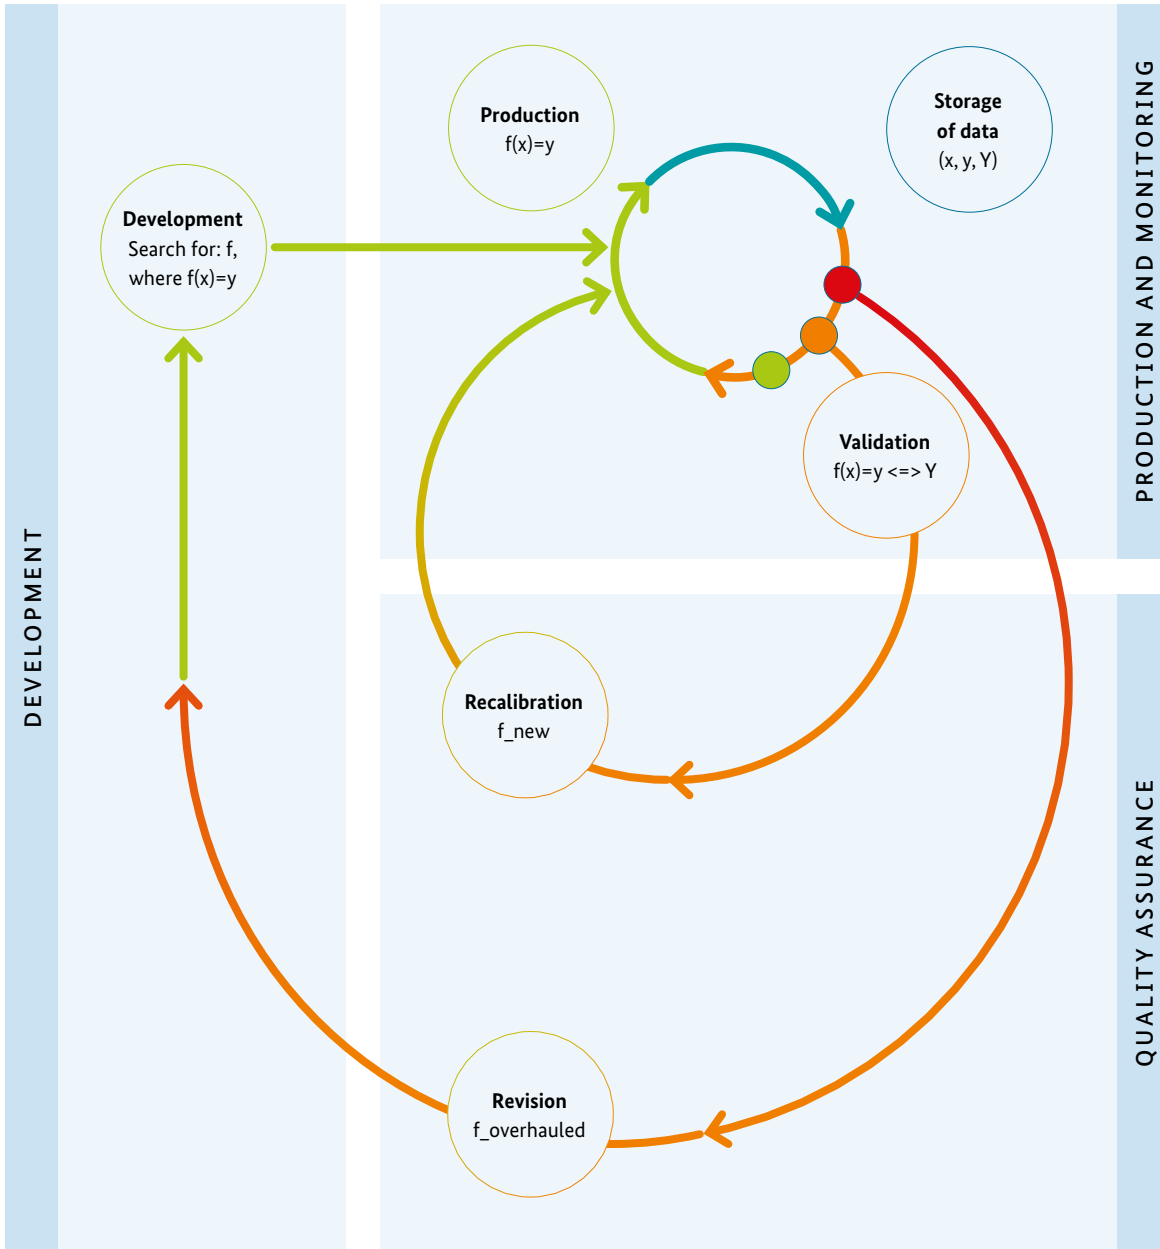 DEVELOPMENT
Development
Search for: f,
where f(x)=y
Production
f(x)=y
Storage
of data
(x, y, Y)
Validation
f(x)=y <=> Y
PRODUCTION AND MONITORING
Recalibration
f_new
Revision
f_overhauled
QUALITY ASSURANCE